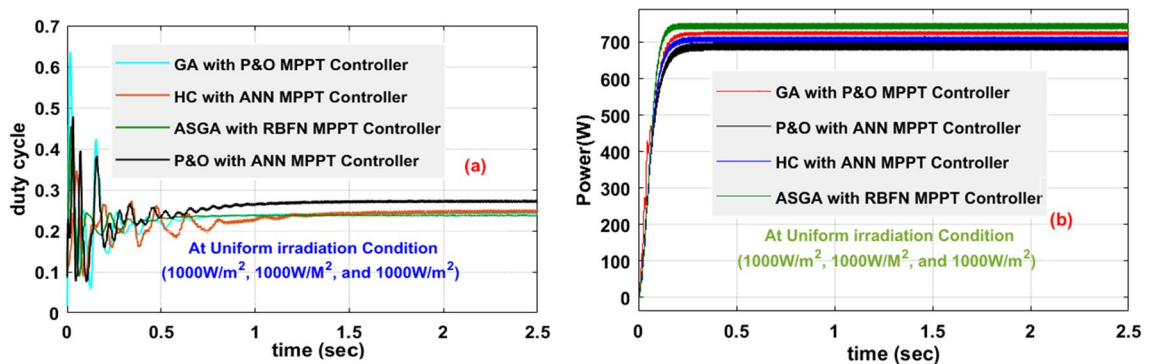 0.7
0.6
0.5
0.4
0.3
0.2
0.1
0
duty cycle
GA with P&O MPPT Controller
HC with ANN MPPT Controller
ASGA with RBFN MPPT Controller
P&O with ANN MPPT Controller
(a)
At Uniform irradiation Condition
(1000W/m², 1000W/M², and 1000W/m²)
0 0.5 1 1.5 2 2.5
time (sec)
700
600
500
400
300
200
100
0
Power(W)
GA with P&O MPPT Controller
P&O with ANN MPPT Controller
HC with ANN MPPT Controller
ASGA with RBFN MPPT Controller
(b)
At Uniform irradiation Condition
(1000W/m², 1000W/M², and 1000W/m²)
0 0.5 1 1.5 2 2.5
time (sec)